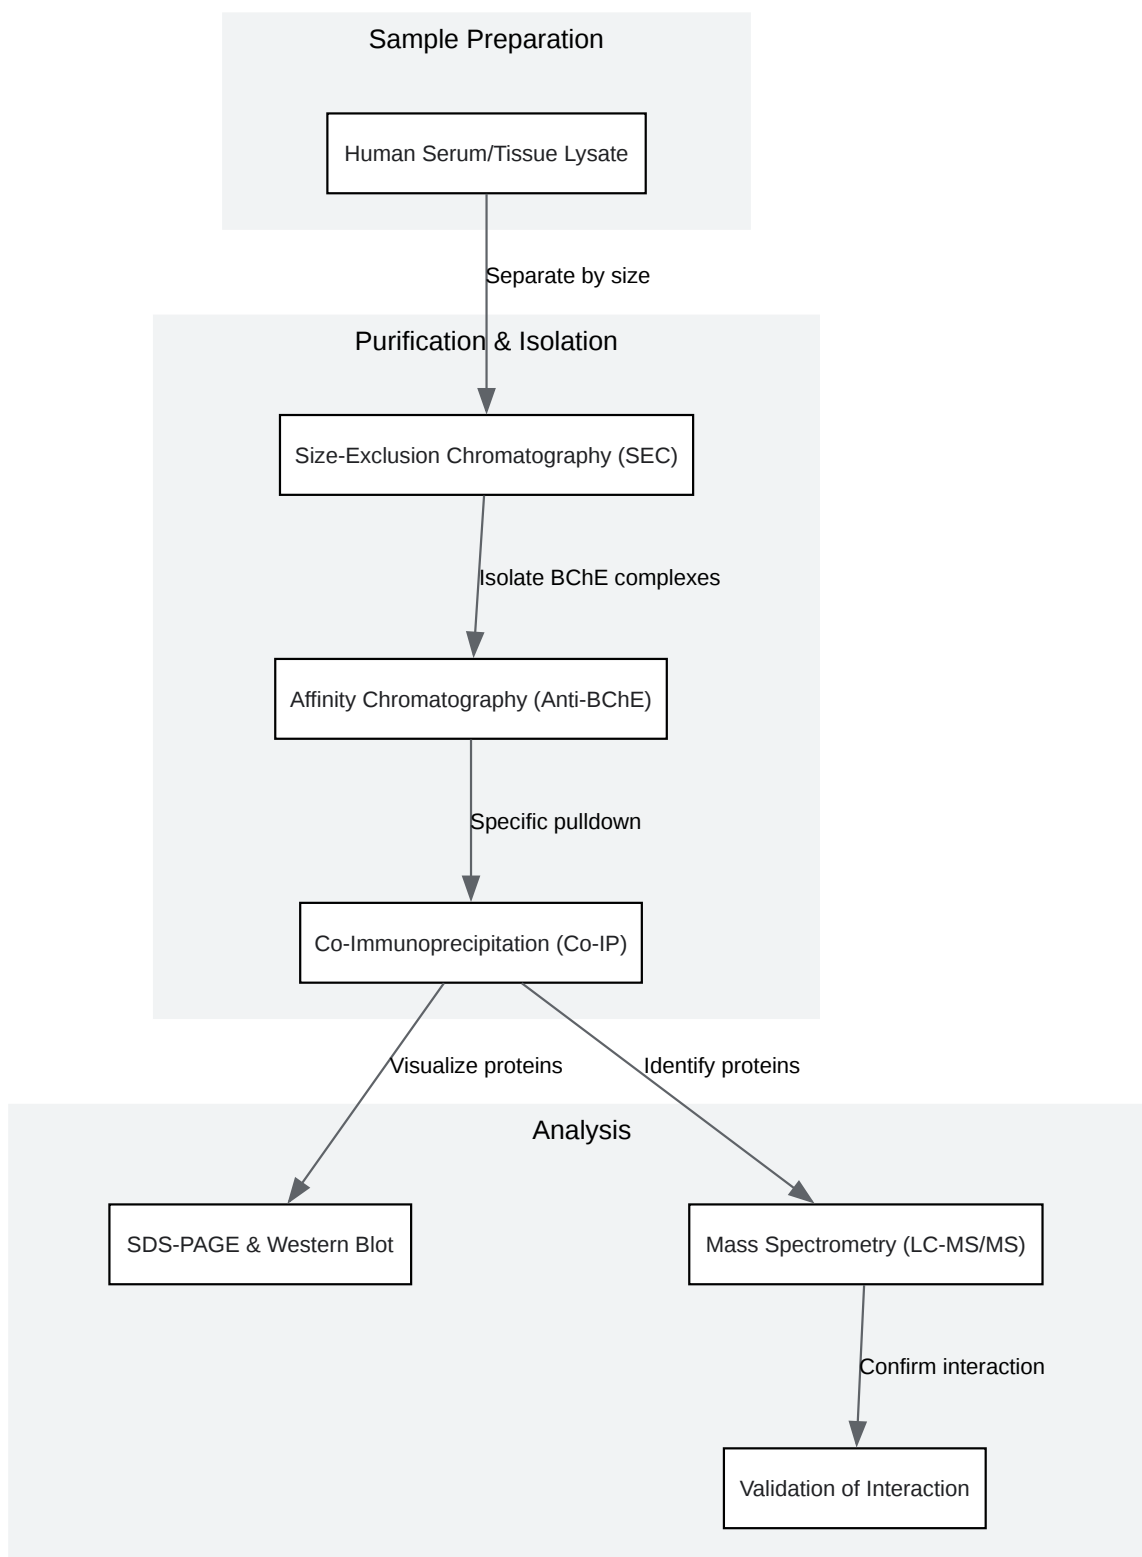 Sample Preparation
Human Serum/Tissue Lysate
Separate by size
Purification & Isolation
Size-Exclusion Chromatography (SEC)
Isolate BChE complexes
Affinity Chromatography (Anti-BChE)
Specific pulldown
Co-Immunoprecipitation (Co-IP)
Visualize proteins
Identify proteins
Analysis
SDS-PAGE & Western Blot
Mass Spectrometry (LC-MS/MS)
Confirm interaction
Validation of Interaction